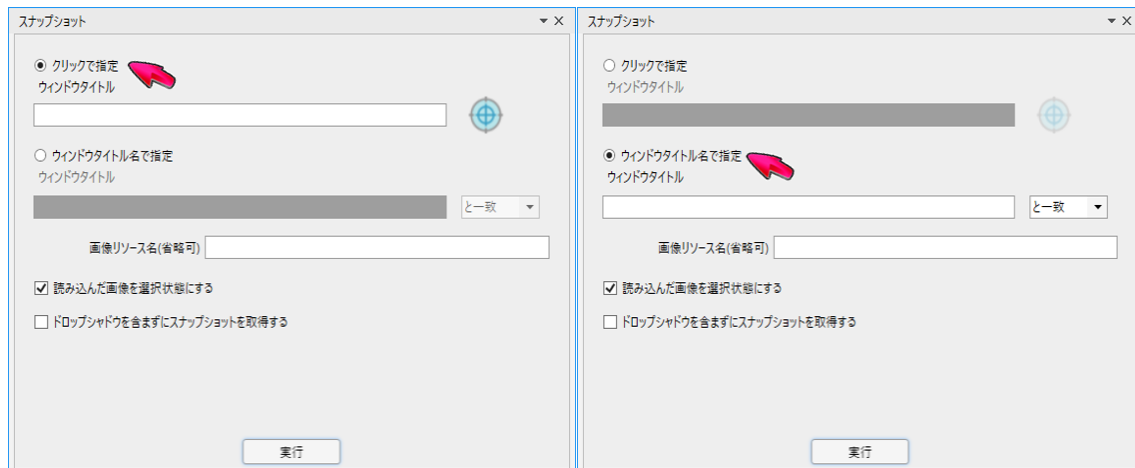 スナップショット
クリックで指定
ウィンドウタイトル
ウィンドウタイトル名で指定
ウィンドウタイトル
と一致
画像リソース名(省略可)
読み込んだ画像を選択状態にする
ドロップシャドウを含まずにスナップショットを取得する
実行
スナップショット
クリックで指定
ウィンドウタイトル
ウィンドウタイトル名で指定
ウィンドウタイトル
と一致
画像リソース名(省略可)
読み込んだ画像を選択状態にする
ドロップシャドウを含まずにスナップショットを取得する
実行